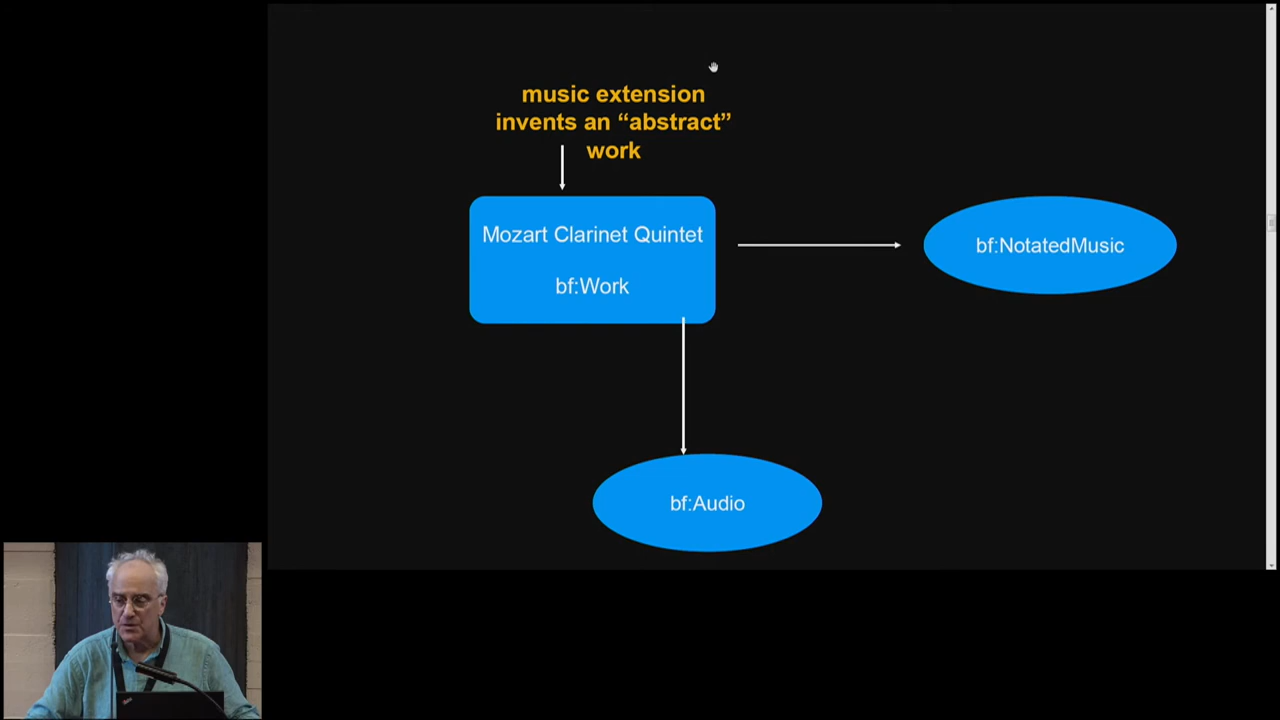 music extension
invents an “abstract”
work
Mozart Clarinet Quintet
bf:Work
bf:NotatedMusic
bf:Audio